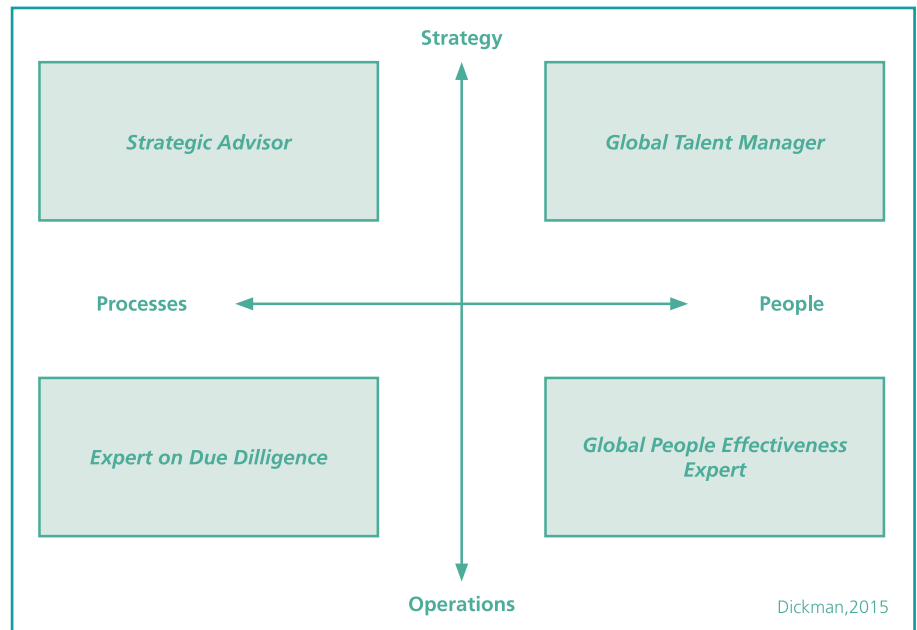 Strategy
Strategic Advisor
Global Talent Manager
Processes
People
Expert on Due Dilligence
Global People Effectiveness
Expert
Operations
Dickman,2015